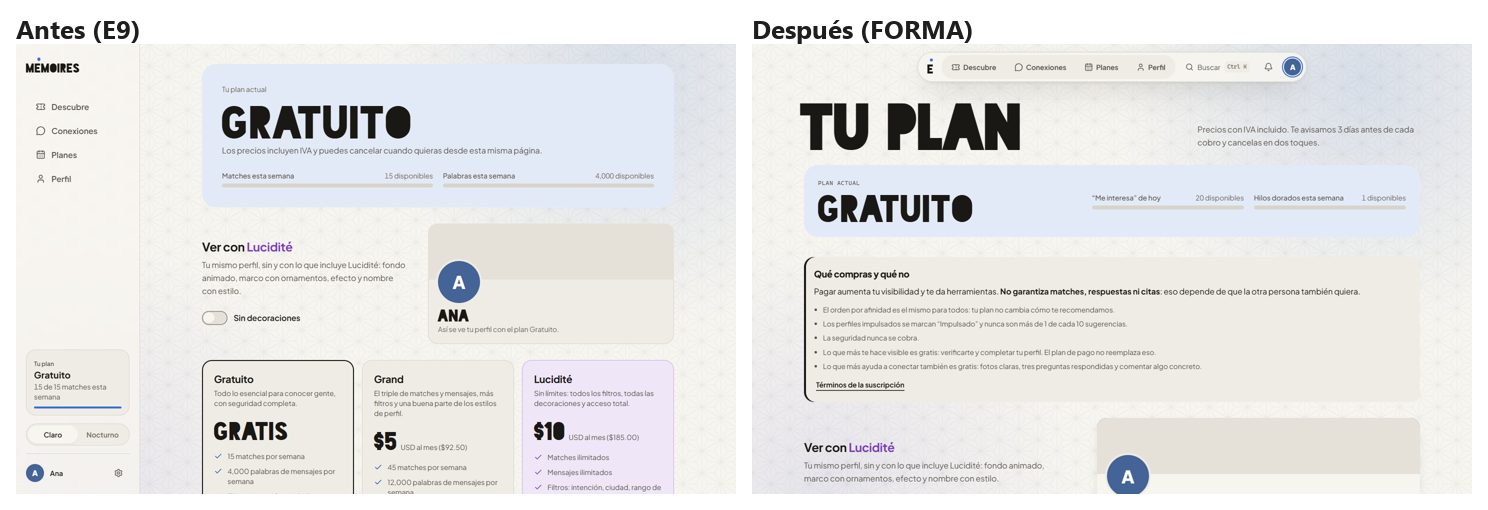 Antes (E9)
MÉMOIRES
Descubre
Conexiones
Planes
Perfil
Tu plan
Gratuito
15 de 15 matches esta
semana
Claro
Nocturno
A
Ana
Tu plan actual
GRATUITO
Los precios incluyen IVA y puedes cancelar cuando quieras desde esta misma página.
Matches esta semana
15 disponibles
Palabras esta semana
4,000 disponibles
Ver con Lucidité
Tu mismo perfil, sin y con lo que incluye Lucidité: fondo
animado, marco con ornamentos, efecto y nombre
con estilo.
Sin decoraciones
A
ANA
Así se ve tu perfil con el plan Gratuito.
Gratuito
Todo lo esencial para conocer gente,
con seguridad completa.
GRATIS
15 matches por semana
4,000 palabras de mensajes por
semana
Grand
El triple de matches y mensajes, más
filtros y una buena parte de los estilos
de perfil.
$5 USD al mes ($92.50)
45 matches por semana
12,000 palabras de mensajes por
semana
Lucidité
Sin límites: todos los filtros, todas las
decoraciones y acceso total.
$10 USD al mes ($185.00)
Matches ilimitados
Mensajes ilimitados
Filtros: intención, ciudad, rango de
Después (FORMA)
É
Descubre
Conexiones
Planes
Perfil
Buscar
Ctrl K
A
TU PLAN
Precios con IVA incluido. Te avisamos 3 días antes de cada
cobro y cancelas en dos toques.
PLAN ACTUAL
GRATUITO
"Me interesa" de hoy
20 disponibles
Hilos dorados esta semana
1 disponibles
Qué compras y qué no
Pagar aumenta tu visibilidad y te da herramientas. No garantiza matches, respuestas ni citas: eso depende de que la otra persona también quiera.
• El orden por afinidad es el mismo para todos: tu plan no cambia cómo te recomendamos.
• Los perfiles impulsados se marcan "Impulsado" y nunca son más de 1 de cada 10 sugerencias.
• La seguridad nunca se cobra.
• Lo que más te hace visible es gratis: verificarte y completar tu perfil. El plan de pago no reemplaza eso.
• Lo que más ayuda a conectar también es gratis: fotos claras, tres preguntas respondidas y comentar algo concreto.
Términos de la suscripción
Ver con Lucidité
Tu mismo perfil, sin y con lo que incluye Lucidité: fondo animado,
marco con ornamentos, efecto y nombre con estilo.
A